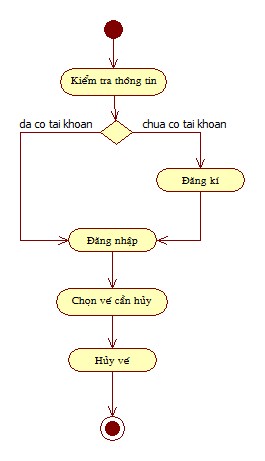 Kiểm tra thông tin
da co tai khoan
chua co tai khoan
Đăng kí
Đăng nhập
Chọn vé cần hủy
Hủy vé